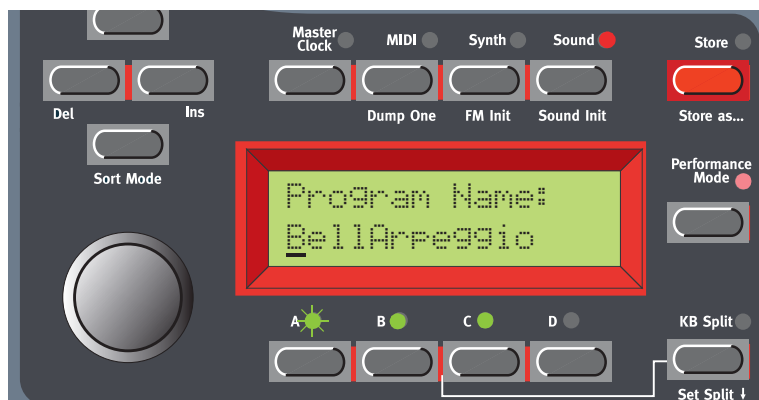 Master Clock
MIDI
Synth
Sound
Store
Del
Ins
Dump One
FM Init
Sound Init
Store as...
Sort Mode
Performance Mode
Program Name:
BellArpeggio
A
B
C
D
KB Split
Set Split ↓